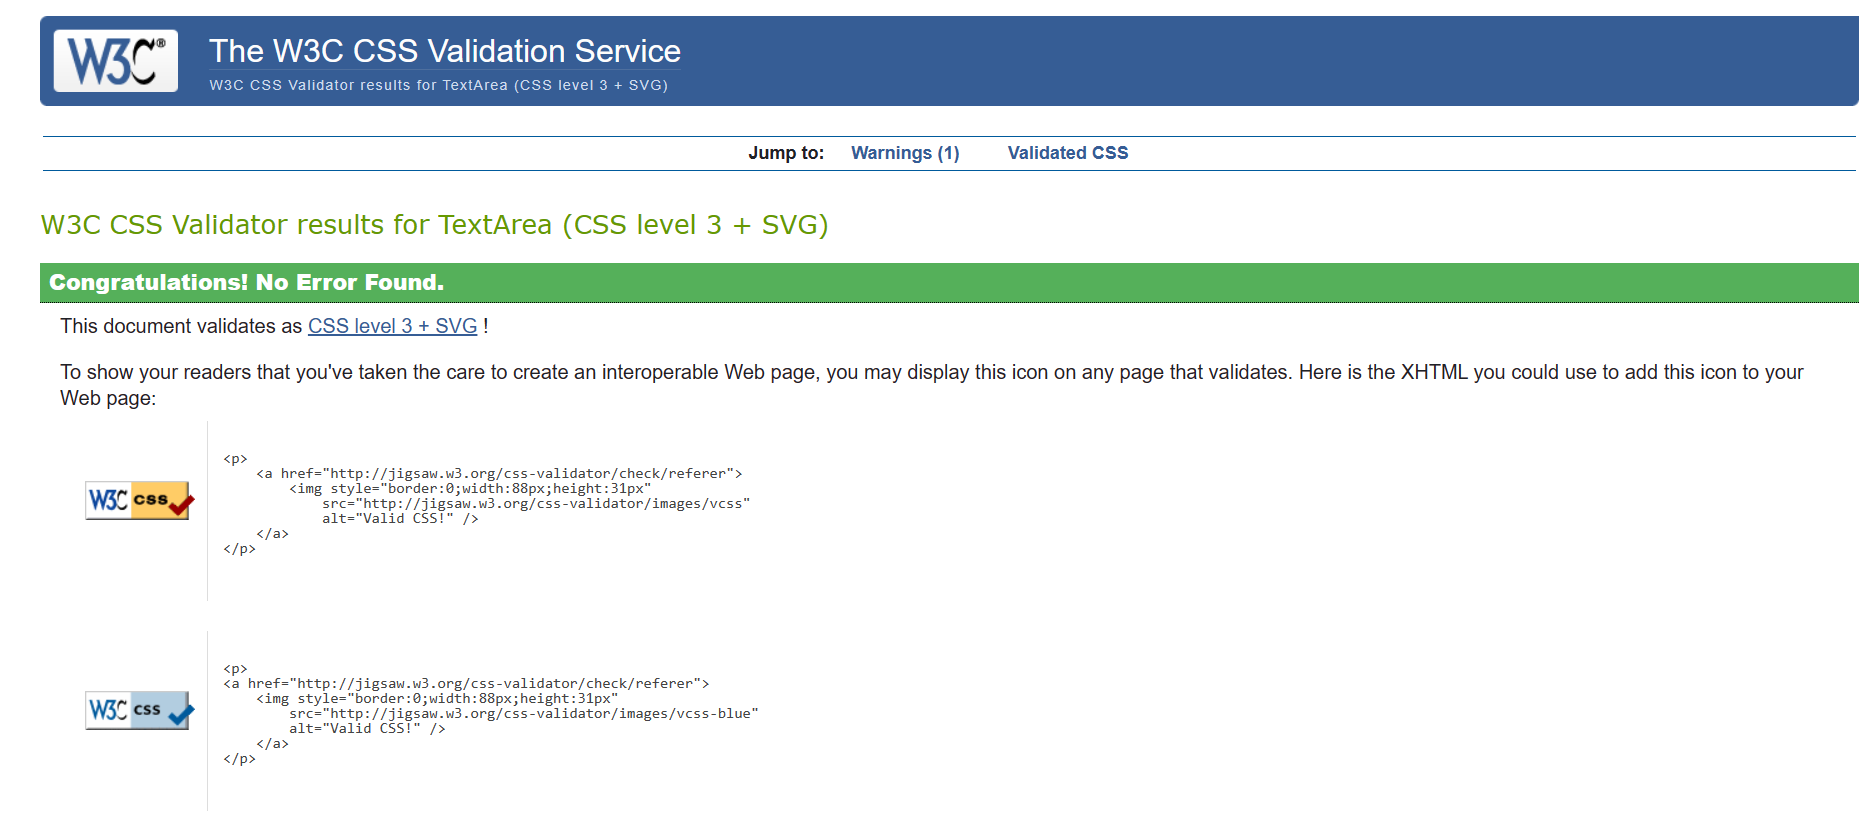 W3C®
The W3C CSS Validation Service
W3C CSS Validator results for TextArea (CSS level 3 + SVG)
Jump to: Warnings (1) Validated CSS
W3C CSS Validator results for TextArea (CSS level 3 + SVG)
Congratulations! No Error Found.
This document validates as CSS level 3 + SVG !
To show your readers that you've taken the care to create an interoperable Web page, you may display this icon on any page that validates. Here is the XHTML you could use to add this icon to your
Web page:
W3C css
<p>
    <a href="http://jigsaw.w3.org/css-validator/check/referer">
        <img style="border:0;width:88px;height:31px"
            src="http://jigsaw.w3.org/css-validator/images/vcss"
            alt="Valid CSS!" />
    </a>
</p>
W3C css
<p>
<a href="http://jigsaw.w3.org/css-validator/check/referer">
    <img style="border:0;width:88px;height:31px"
        src="http://jigsaw.w3.org/css-validator/images/vcss-blue"
        alt="Valid CSS!" />
    </a>
</p>